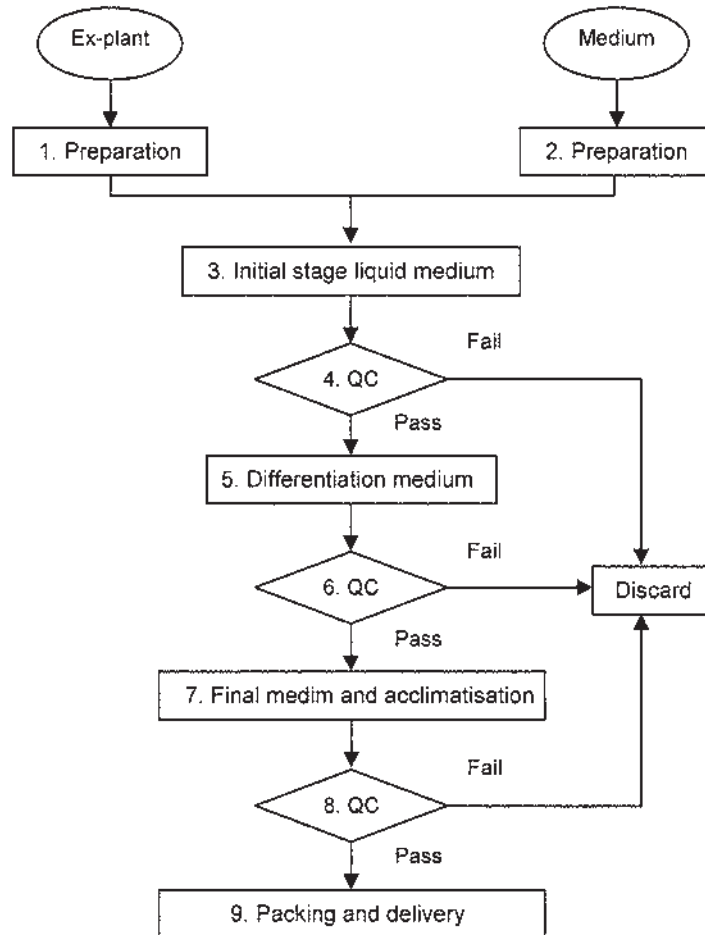 Ex-plant
Medium
1. Preparation
2. Preparation
3. Initial stage liquid medium
Fail
4. QC
Pass
5. Differentiation medium
Fail
6. QC
Discard
Pass
7. Final medim and acclimatisation
Fail
8. QC
Pass
9. Packing and delivery